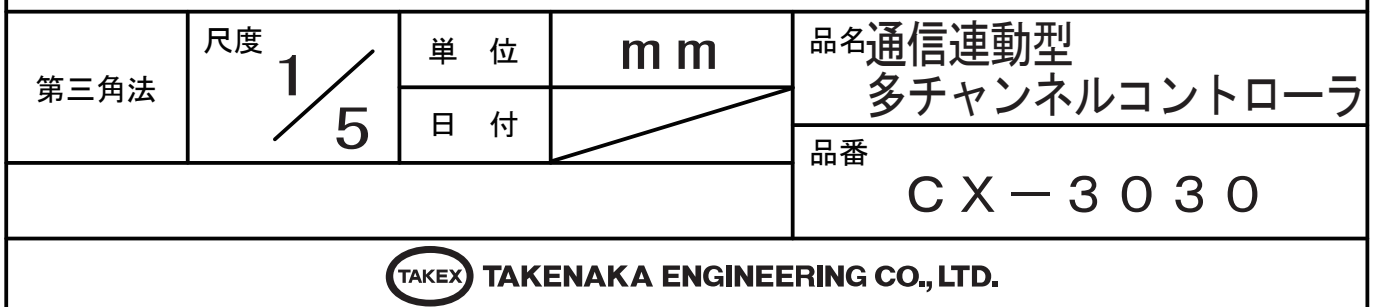 第三角法
尺度 1/5
単 位
mm
日 付
品名 通信連動型
多チャンネルコントローラ
品番
CX－3030
TAKEX TAKENAKA ENGINEERING CO., LTD.